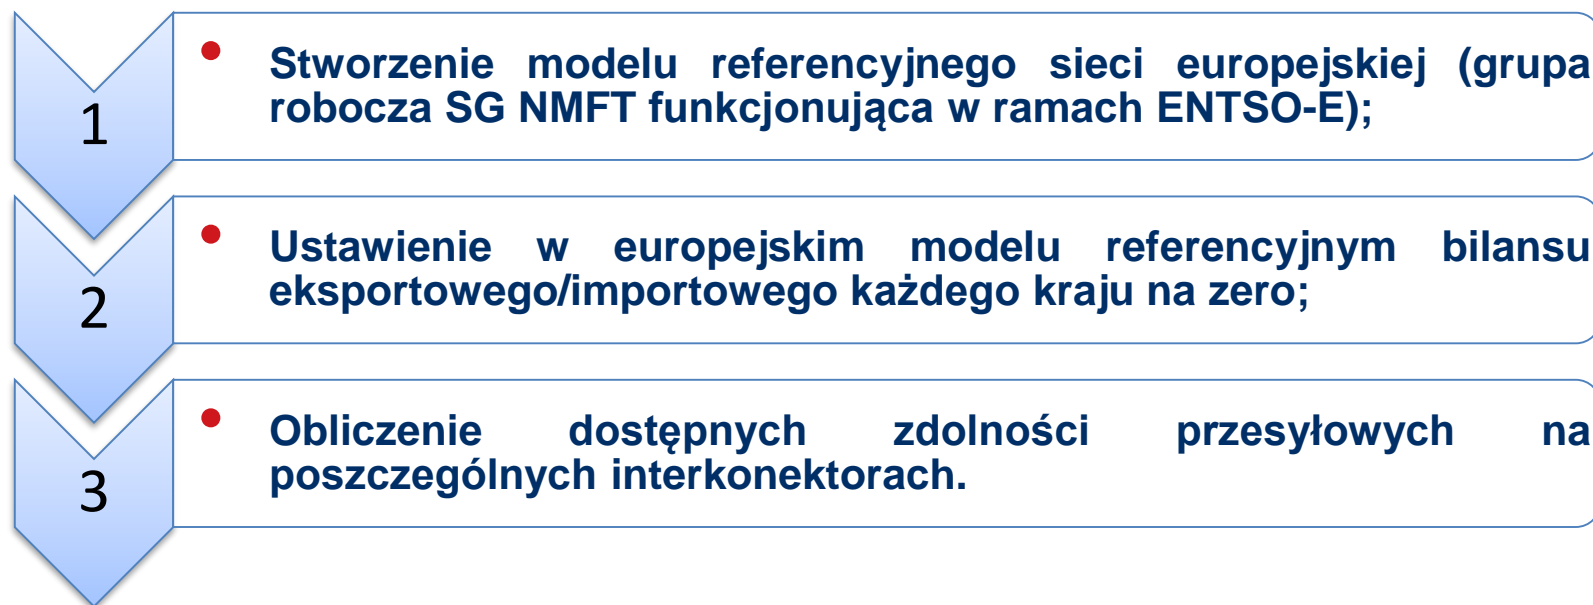 1
• Stworzenie modelu referencyjnego sieci europejskiej (grupa
robocza SG NMFT funkcjonująca w ramach ENTSO-E);
2
• Ustawienie w europejskim modelu referencyjnym bilansu
eksportowego/importowego każdego kraju na zero;
3
• Obliczenie dostępnych zdolności przesyłowych na
poszczególnych interkonektorach.